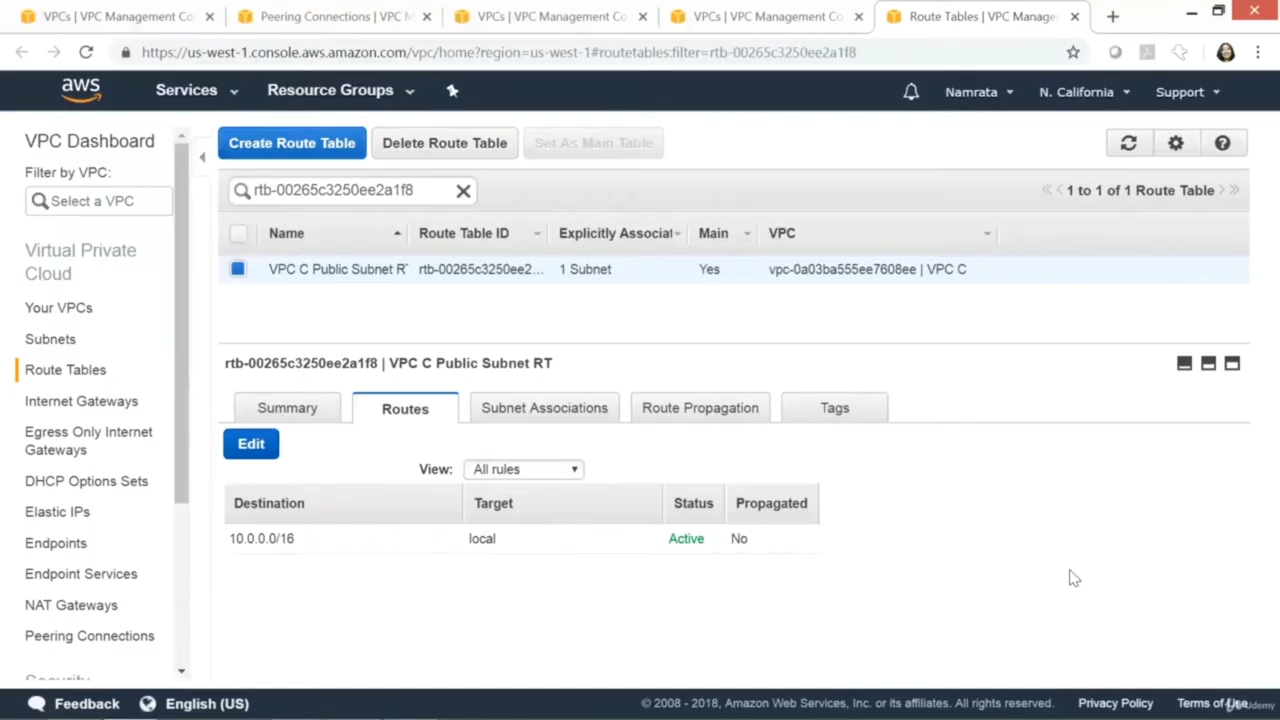 VPCs | VPC Management Co
Peering Connections | VPC M
VPCs | VPC Management Co
VPCs | VPC Management Co
Route Tables | VPC Manage
https://us-west-1.console.aws.amazon.com/vpc/home?region=us-west-1#routetables:filter=rtb-00265c3250ee2a1f8
aws
Services
Resource Groups
Namrata
N. California
Support
VPC Dashboard
Filter by VPC:
Select a VPC
Virtual Private
Cloud
Your VPCs
Subnets
Route Tables
Internet Gateways
Egress Only Internet
Gateways
DHCP Options Sets
Elastic IPs
Endpoints
Endpoint Services
NAT Gateways
Peering Connections
Create Route Table
Delete Route Table
Set As Main Table
rtb-00265c3250ee2a1f8
1 to 1 of 1 Route Table
Name
Route Table ID
Explicitly Associat
Main
VPC
VPC C Public Subnet RT
rtb-00265c3250ee2...
1 Subnet
Yes
vpc-0a03ba555ee7608ee | VPC C
rtb-00265c3250ee2a1f8 | VPC C Public Subnet RT
Summary
Routes
Subnet Associations
Route Propagation
Tags
Edit
View:
All rules
Destination
Target
Status
Propagated
10.0.0.0/16
local
Active
No
Feedback
English (US)
© 2008 - 2018, Amazon Web Services, Inc. or its affiliates. All rights reserved.
Privacy Policy
Terms of Use
Udemy